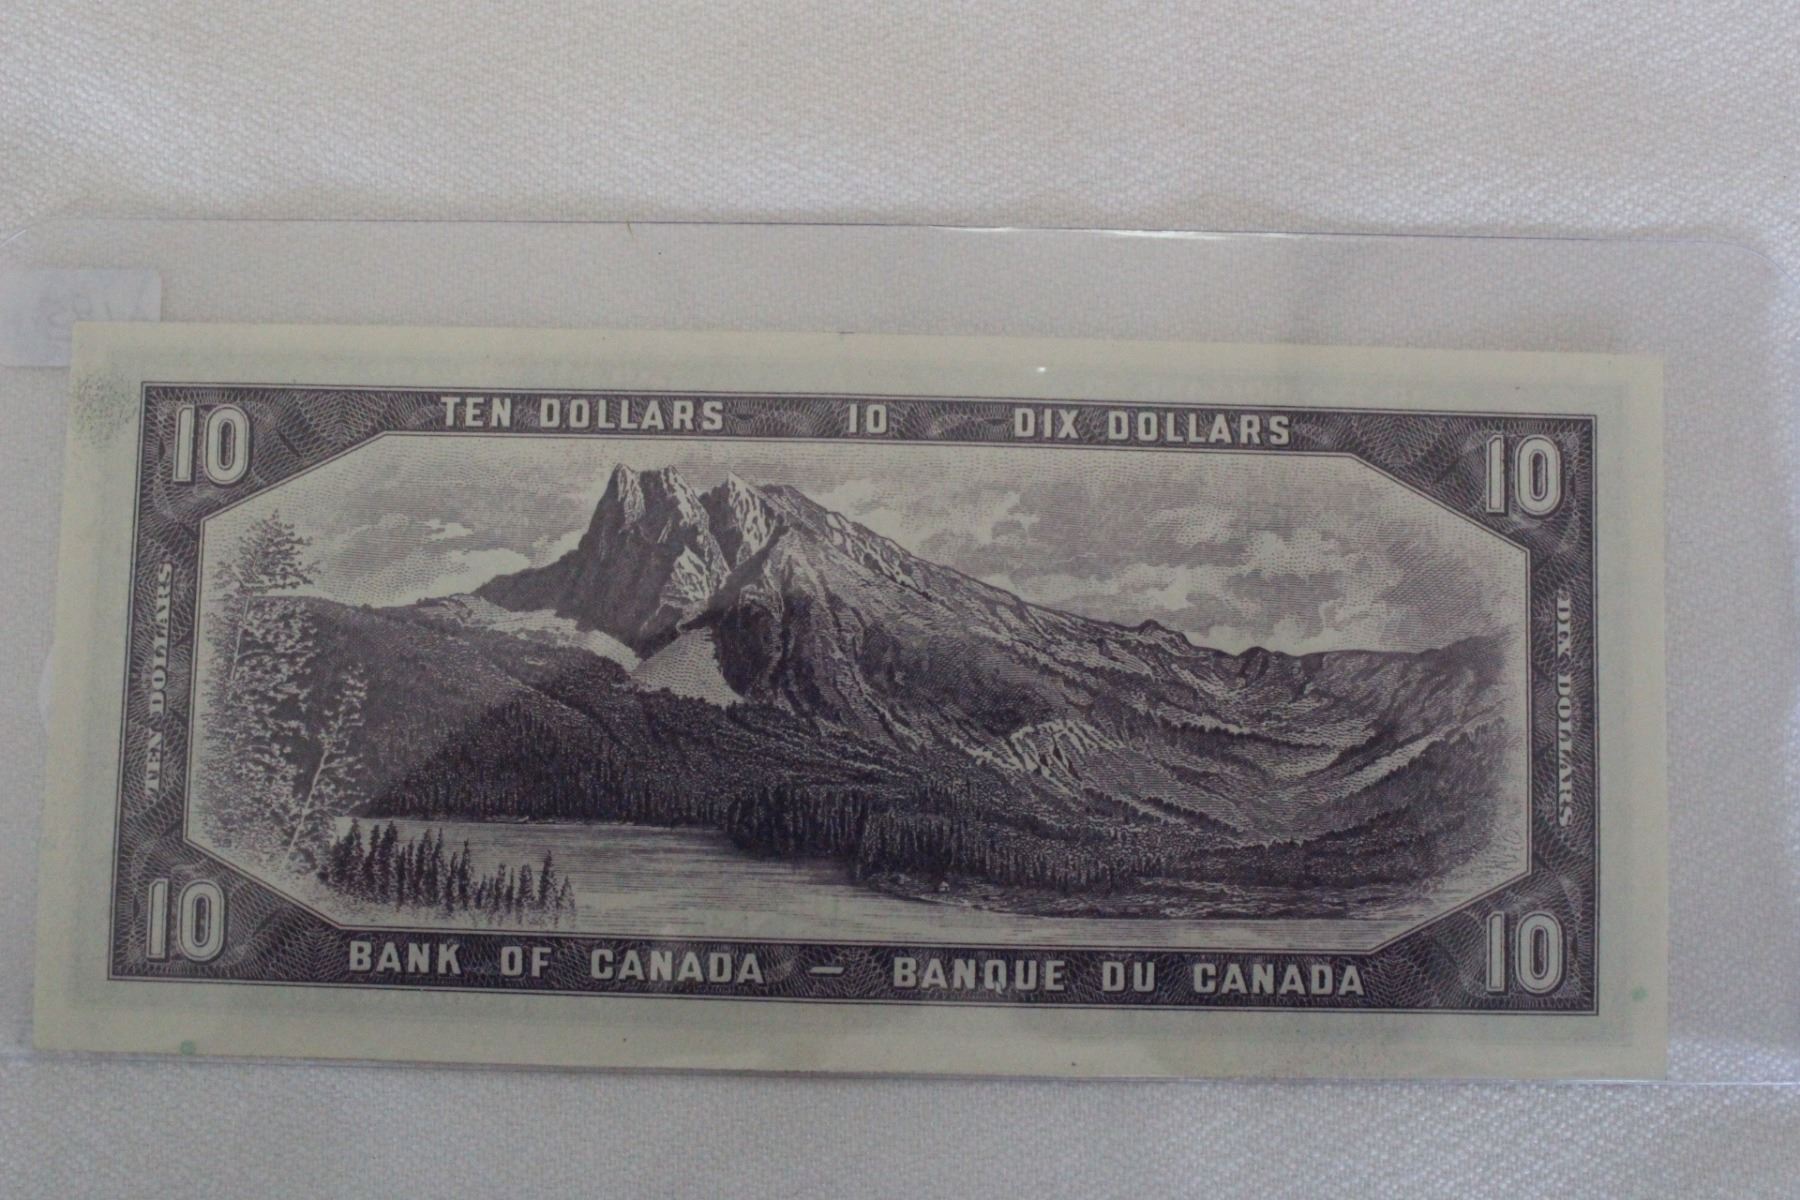 TEN DOLLARS 10 DIX DOLLARS
10 10
TEN DOLLARS
DIX DOLLARS
10 10
BANK OF CANADA — BANQUE DU CANADA